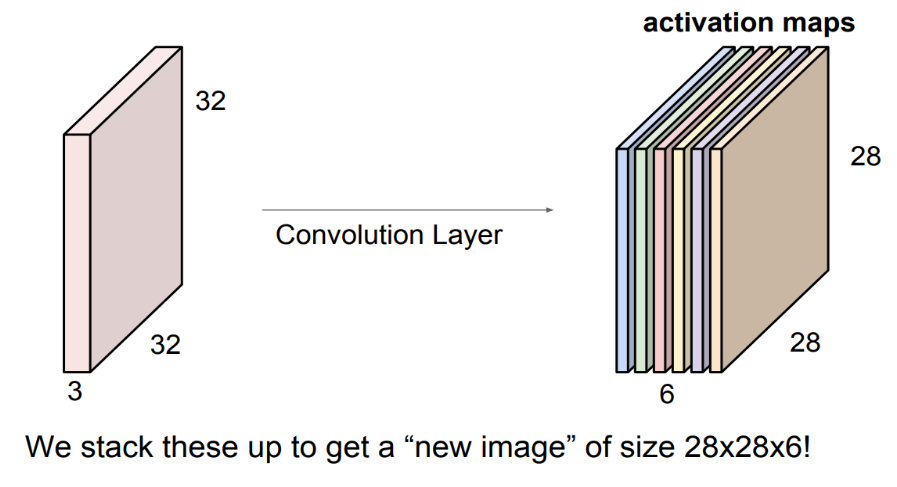 activation maps
32
28
Convolution Layer
32
28
3
6
We stack these up to get a “new image” of size 28x28x6!